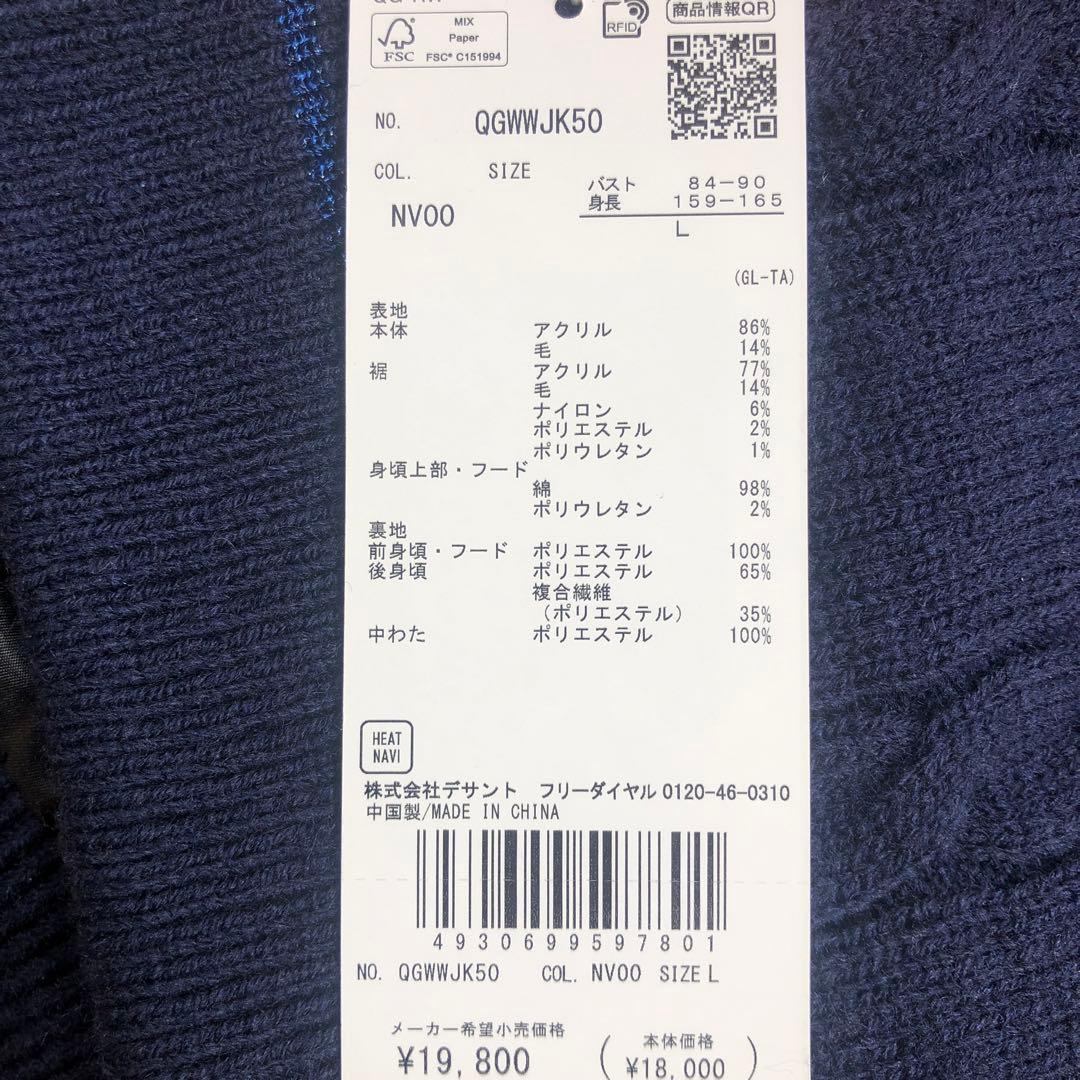 MIX
Paper
FSC
FSC® C151994
RFID
商品情報QR
NO. QGWWJK50
COL. SIZE
バスト 84-90
身長 159-165
NV00
L
(GL-TA)
表地
本体 アクリル 86%
毛 14%
裾 アクリル 77%
毛 14%
ナイロン 6%
ポリエステル 2%
ポリウレタン 1%
身頃上部・フード
綿 98%
ポリウレタン 2%
裏地
前身頃・フード ポリエステル 100%
後身頃 ポリエステル 65%
複合繊維
(ポリエステル) 35%
中わた ポリエステル 100%
HEAT
NAVI
株式会社デサント フリーダイヤル 0120-46-0310
中国製/MADE IN CHINA
4930699597801
NO. QGWWJK50 COL. NV00 SIZE L
メーカー希望小売価格
¥19,800
(本体価格
¥18,000)